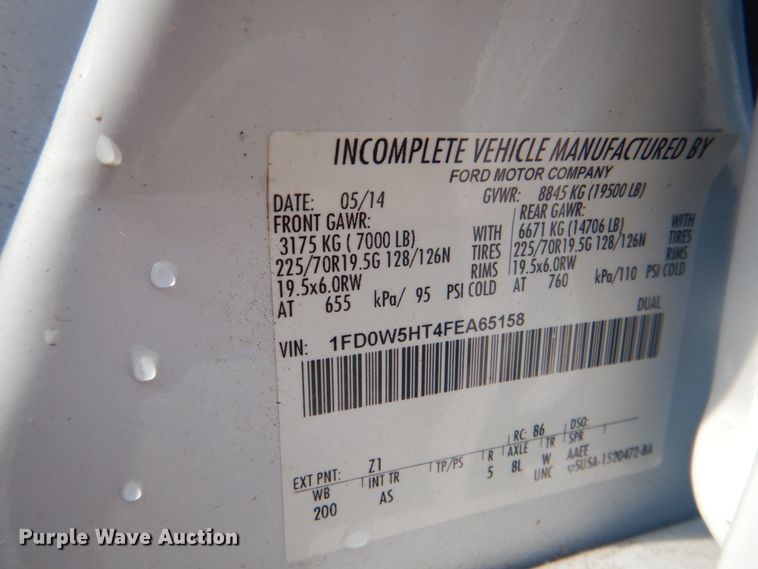 INCOMPLETE VEHICLE MANUFACTURED BY
FORD MOTOR COMPANY
DATE: 05/14 GVWR: 8845 KG (19500 LB)
FRONT GAWR: REAR GAWR:
3175 KG ( 7000 LB) WITH 6671 KG (14706 LB) WITH
225/70R19.5G 128/126N TIRES 225/70R19.5G 128/126N TIRES
19.5x6.0RW RIMS 19.5x6.0RW RIMS
AT 655 kPa/ 95 PSI COLD AT 760 kPa/110 PSI COLD
DUAL
VIN: 1FD0W5HT4FEA65158
RC: 86 DSO:
EXT PNT: Z1 TP/PS R AXLE TR SPR
WB INT TR 5 8L W AAEE
200 AS UNC 5USA-1520472-BA
Purple Wave Auction